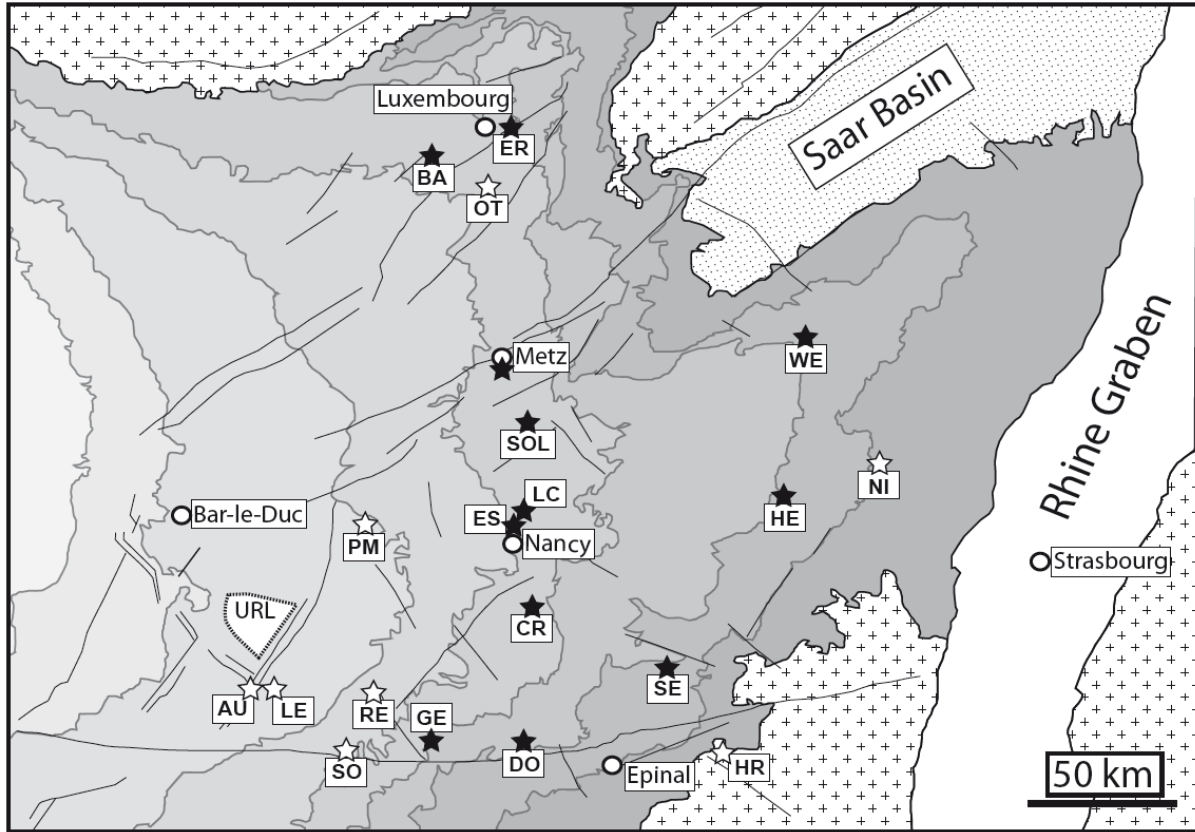 Luxembourg
ER
BA
OT
Saar Basin
Metz
WE
SOL
Rhine Graben
LC
ES
NI
HE
Bar-le-Duc
PM
Nancy
Strasbourg
URL
CR
SE
AU
LE
RE
GE
SO
DO
Epinal
HR
50 km